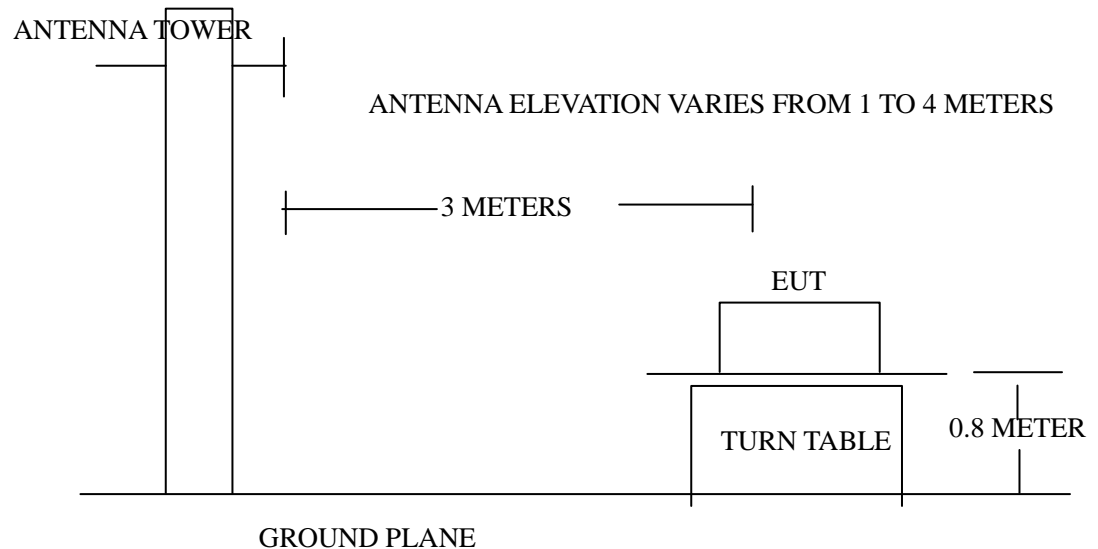 ANTENNA TOWER
ANTENNA ELEVATION VARIES FROM 1 TO 4 METERS
3 METERS
EUT
0.8 METER
TURN TABLE
GROUND PLANE